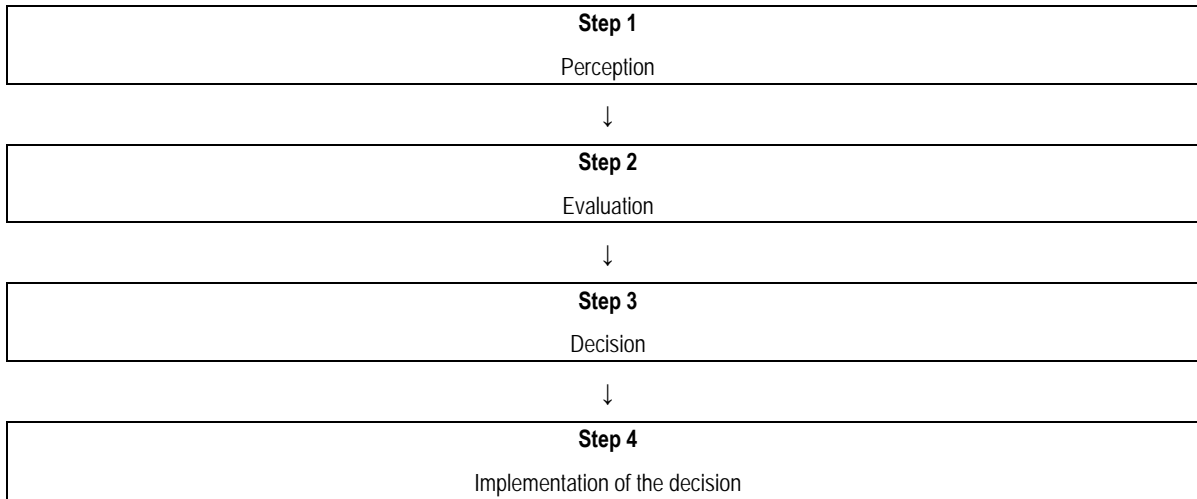 Step 1
Perception
↓
Step 2
Evaluation
↓
Step 3
Decision
↓
Step 4
Implementation of the decision